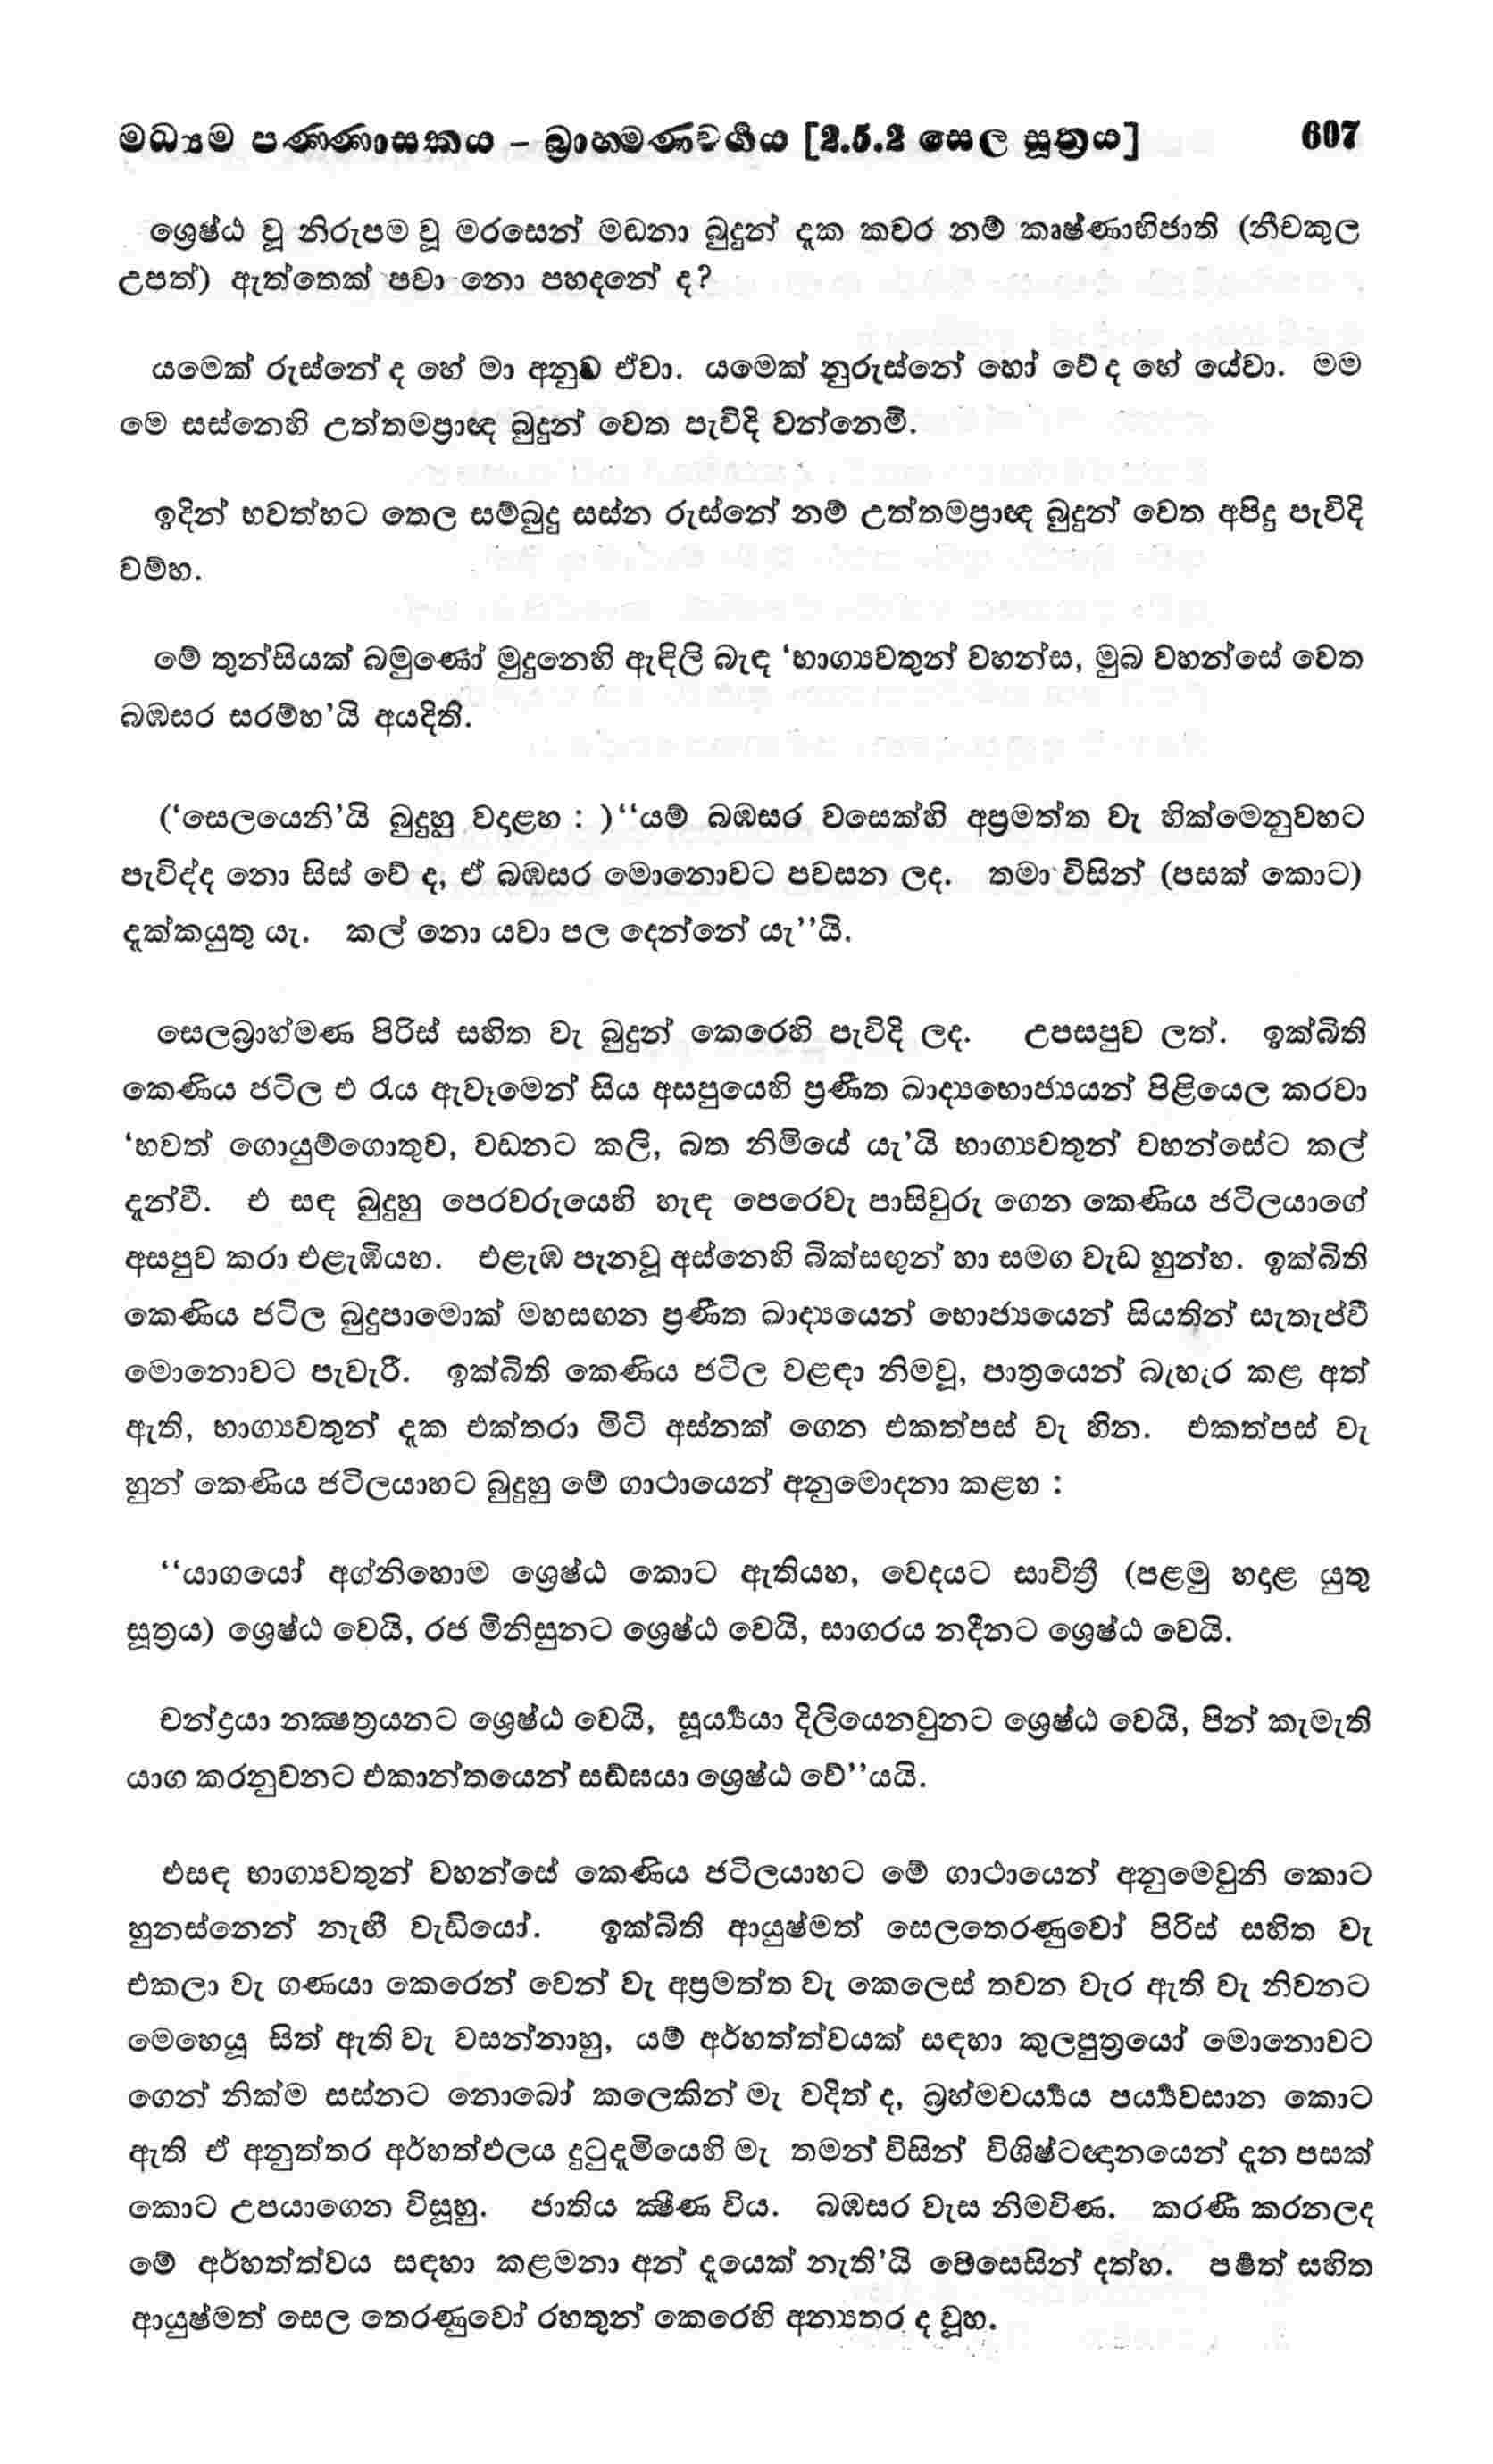 මධ්‍යම පණ්ණාසකය – බ්‍රාහ්මණවර්‍ගය [2.5.2 සෙල සූත්‍රය] 607
ශ්‍රේෂ්ඨ වූ නිරුපම වූ මරසෙන් මඩනා බුදුන් දැක කවර නම් කෘෂ්ණාභිජාති (නීචකුල
උපත්) ඇත්තෙක් පවා නො පහදනේ ද?
යමෙක් රුස්නේ ද හේ මා අනුව ඒවා. යමෙක් නුරුස්නේ හෝ වේ ද හේ යේවා. මම
මෙ සස්නෙහි උත්තමප්‍රාඥ බුදුන් වෙත පැවිදි වන්නෙමි.
ඉදින් භවත්හට තෙල සම්බුදු සස්න රුස්නේ නම් උත්තමප්‍රාඥ බුදුන් වෙත අපිදු පැවිදි
වම්හ.
මේ තුන්සියක් බමුණෝ මුදුනෙහි ඇඳිලි බැඳ ‘භාග්‍යවතුන් වහන්ස, මුබ වහන්සේ වෙත
බඹසර සරම්හ’යි අයදිති.
(‘සෙලයෙනි’යි බුදුහු වදාළහ : )‘‘යම් බඹසර වසෙක්හි අප්‍රමත්ත වැ හික්මෙනුවහට
පැවිද්ද නො සිස් වේ ද, ඒ බඹසර මොනොවට පවසන ලද. තමා විසින් (පසක් කොට)
දැක්කයුතු යැ. කල් නො යවා පල දෙන්නේ යැ’’යි.
සෙලබ්‍රාහ්මණ පිරිස් සහිත වැ බුදුන් කෙරෙහි පැවිදි ලද. උපසපුව ලත්. ඉක්බිති
කෙණිය ජටිල එ රැය ඇවෑමෙන් සිය අසපුයෙහි ප්‍රණීත ඛාද්‍යභොජ්‍යයන් පිළියෙල කරවා
‘භවත් ගොයුම්ගොතුව, වඩනට කලි, බත නිමියේ යැ’යි භාග්‍යවතුන් වහන්සේට කල්
දැන්වී. එ සඳ බුදුහු පෙරවරුයෙහි හැඳ පෙරෙවැ පාසිවුරු ගෙන කෙණිය ජටිලයාගේ
අසපුව කරා එළැඹියහ. එළැඹ පැනවූ අස්නෙහි බික්සඟුන් හා සමග වැඩ හුන්හ. ඉක්බිති
කෙණිය ජටිල බුදුපාමොක් මහසඟන ප්‍රණීත ඛාද්‍යයෙන් භොජ්‍යයෙන් සියතින් සැතැප්වී
මොනොවට පැවැරී. ඉක්බිති කෙණිය ජටිල වළඳා නිමවූ, පාත්‍රයෙන් බැහැර කළ අත්
ඇති, භාග්‍යවතුන් දැක එක්තරා මිටි අස්නක් ගෙන එකත්පස් වැ හින. එකත්පස් වැ
හුන් කෙණිය ජටිලයාහට බුදුහු මේ ගාථායෙන් අනුමොදනා කළහ :
‘‘යාගයෝ අග්නිහොම ශ්‍රේෂ්ඨ කොට ඇතියහ, වෙදයට සාවිත්‍රී (පළමු හදාළ යුතු
සූත්‍රය) ශ්‍රේෂ්ඨ වෙයි, රජ මිනිසුනට ශ්‍රේෂ්ඨ වෙයි, සාගරය නදීනට ශ්‍රේෂ්ඨ වෙයි.
චන්ද්‍රයා නක්‍ෂත්‍රයනට ශ්‍රේෂ්ඨ වෙයි, සූර්‍ය්‍යයා දිලියෙනවුනට ශ්‍රේෂ්ඨ වෙයි, පින් කැමැති
යාග කරනුවනට එකාන්තයෙන් සඞ්ඝයා ශ්‍රේෂ්ඨ වේ’’යයි.
එසඳ භාග්‍යවතුන් වහන්සේ කෙණිය ජටිලයාහට මේ ගාථායෙන් අනුමෙවුනි කොට
හුනස්නෙන් නැඟී වැඩියෝ. ඉක්බිති ආයුෂ්මත් සෙලතෙරණුවෝ පිරිස් සහිත වැ
එකලා වැ ගණයා කෙරෙන් වෙන් වැ අප්‍රමත්ත වැ කෙලෙස් තවන වැර ඇති වැ නිවනට
මෙහෙයූ සිත් ඇති වැ වසන්නාහු, යම් අර්හත්ත්වයක් සඳහා කුලපුත්‍රයෝ මොනොවට
ගෙන් නික්ම සස්නට නොබෝ කලෙකින් මැ වදිත් ද, බ්‍රහ්මචර්‍ය්‍යය පර්‍ය්‍යවසාන කොට
ඇති ඒ අනුත්තර අර්හත්ඵලය දුටුදැමියෙහි මැ තමන් විසින් විශිෂ්ටඥානයෙන් දැන පසක්
කොට උපයාගෙන විසූහු. ජාතිය ක්‍ෂීණ විය. බඹසර වැස නිමවිණ. කරණී කරනලද
මේ අර්හත්ත්වය සඳහා කළමනා අන් දැයෙක් නැති’යි වෙසෙසින් දත්හ. පර්‍ෂත් සහිත
ආයුෂ්මත් සෙල තෙරණුවෝ රහතුන් කෙරෙහි අන්‍යතර ද වූහ.